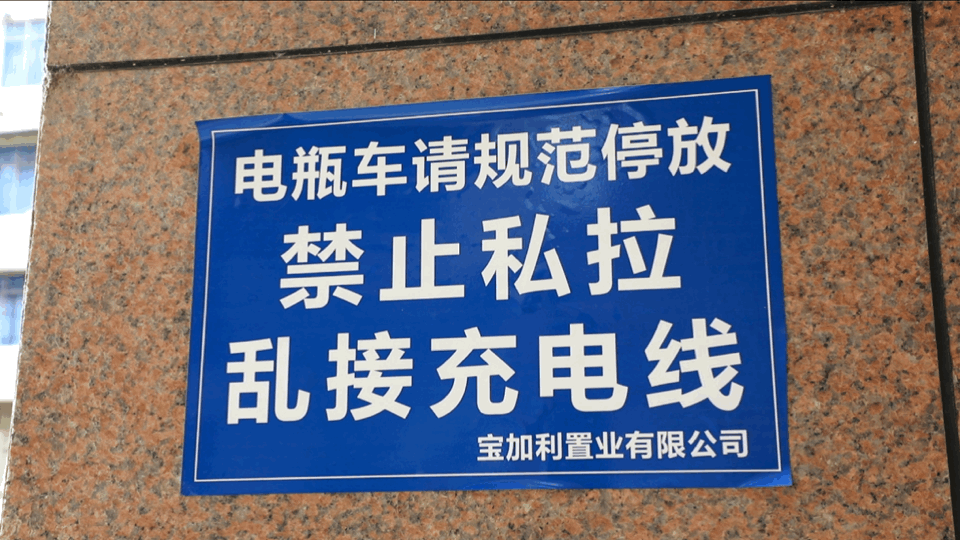 电瓶车请规范停放
禁止私拉
乱接充电线
宝加利置业有限公司